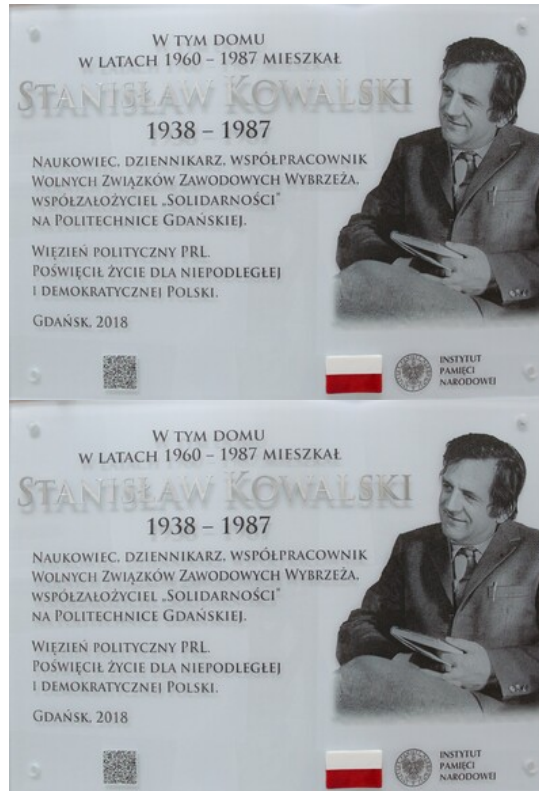 W TYM DOMU
W LATACH 1960 – 1987 MIESZKAŁ
STANISŁAW KOWALSKI
1938 – 1987
NAUKOWIEC, DZIENNIKARZ, WSPÓŁPRACOWNIK
WOLNYCH ZWIĄZKÓW ZAWODOWYCH WYBRZEŻA,
WSPÓŁZAŁOŻYCIEL „SOLIDARNOŚCI”
NA POLITECHNICE GDAŃSKIEJ.
WIĘZIEŃ POLITYCZNY PRL.
POŚWIĘCIŁ ŻYCIE DLA NIEPODLEGŁEJ
I DEMOKRATYCZNEJ POLSKI.
GDAŃSK, 2018
INSTYTUT
PAMIĘCI
NARODOWEJ
W TYM DOMU
W LATACH 1960 – 1987 MIESZKAŁ
STANISŁAW KOWALSKI
1938 – 1987
NAUKOWIEC, DZIENNIKARZ, WSPÓŁPRACOWNIK
WOLNYCH ZWIĄZKÓW ZAWODOWYCH WYBRZEŻA,
WSPÓŁZAŁOŻYCIEL „SOLIDARNOŚCI”
NA POLITECHNICE GDAŃSKIEJ.
WIĘZIEŃ POLITYCZNY PRL.
POŚWIĘCIŁ ŻYCIE DLA NIEPODLEGŁEJ
I DEMOKRATYCZNEJ POLSKI.
GDAŃSK, 2018
INSTYTUT
PAMIĘCI
NARODOWEJ